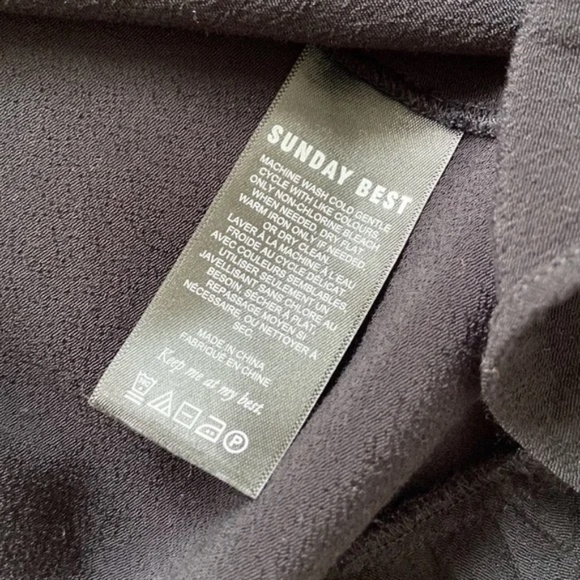 SUNDAY BEST
MACHINE WASH COLD GENTLE
CYCLE WITH LIKE COLOURS
ONLY NON-CHLORINE BLEACH
WHEN NEEDED, DRY FLAT
WARM IRON ONLY IF NEEDED.
OR DRY CLEAN.
LAVER À LA MACHINE À L'EAU
FROIDE AU CYCLE DÉLICAT
AVEC COULEURS SEMBLABLES.
UTILISER SEULEMENT UN
JAVELLISANT SANS CHLORE AU
BESOIN, SÉCHER À PLAT.
REPASSAGE MOYEN SI
NÉCESSAIRE. OU NETTOYER À
SEC.
MADE IN CHINA
FABRIQUÉ EN CHINE
Keep me at my best.
P